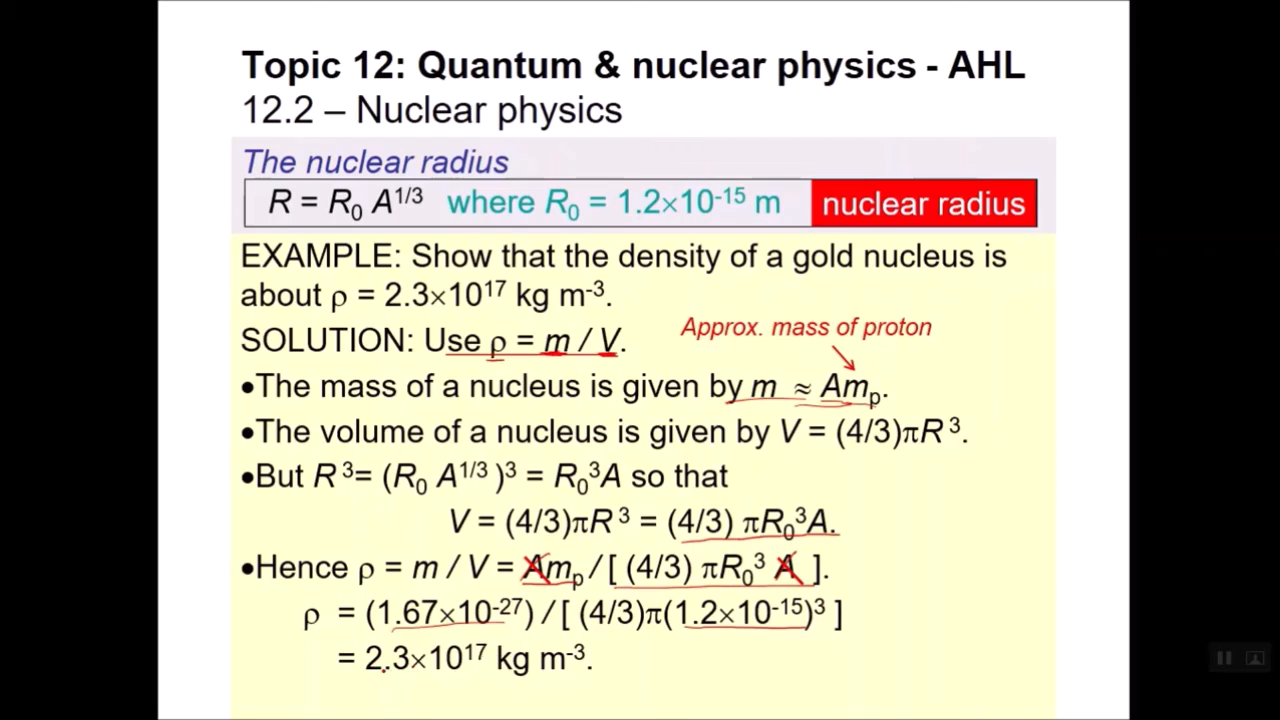 Topic 12: Quantum & nuclear physics - AHL
12.2 – Nuclear physics
The nuclear radius
R = R₀ A¹ᐟ³ where R₀ = 1.2×10⁻¹⁵ m nuclear radius
EXAMPLE: Show that the density of a gold nucleus is
about ρ = 2.3×10¹⁷ kg m⁻³.
Approx. mass of proton
SOLUTION: Use ρ = m / V.
•The mass of a nucleus is given by m ≈ Amₚ.
•The volume of a nucleus is given by V = (4/3)πR³.
•But R³= (R₀ A¹ᐟ³ )³ = R₀³A so that
V = (4/3)πR³ = (4/3) πR₀³A.
•Hence ρ = m / V = Amₚ / [ (4/3) πR₀³ A ].
ρ = (1.67×10⁻²⁷) / [ (4/3)π(1.2×10⁻¹⁵)³ ]
= 2.3×10¹⁷ kg m⁻³.